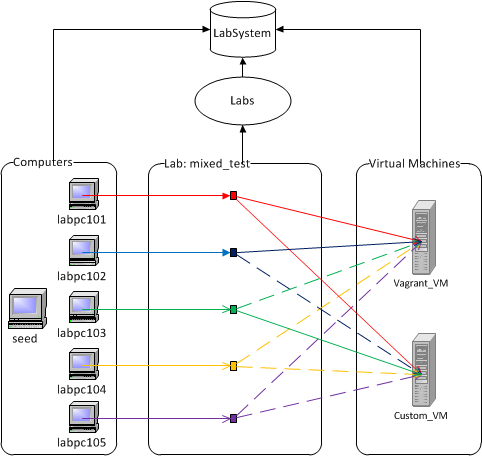 LabSystem
Labs
Computers
Lab: mixed_test
Virtual Machines
labpc101
labpc102
Vagrant_VM
seed
labpc103
labpc104
Custom_VM
labpc105